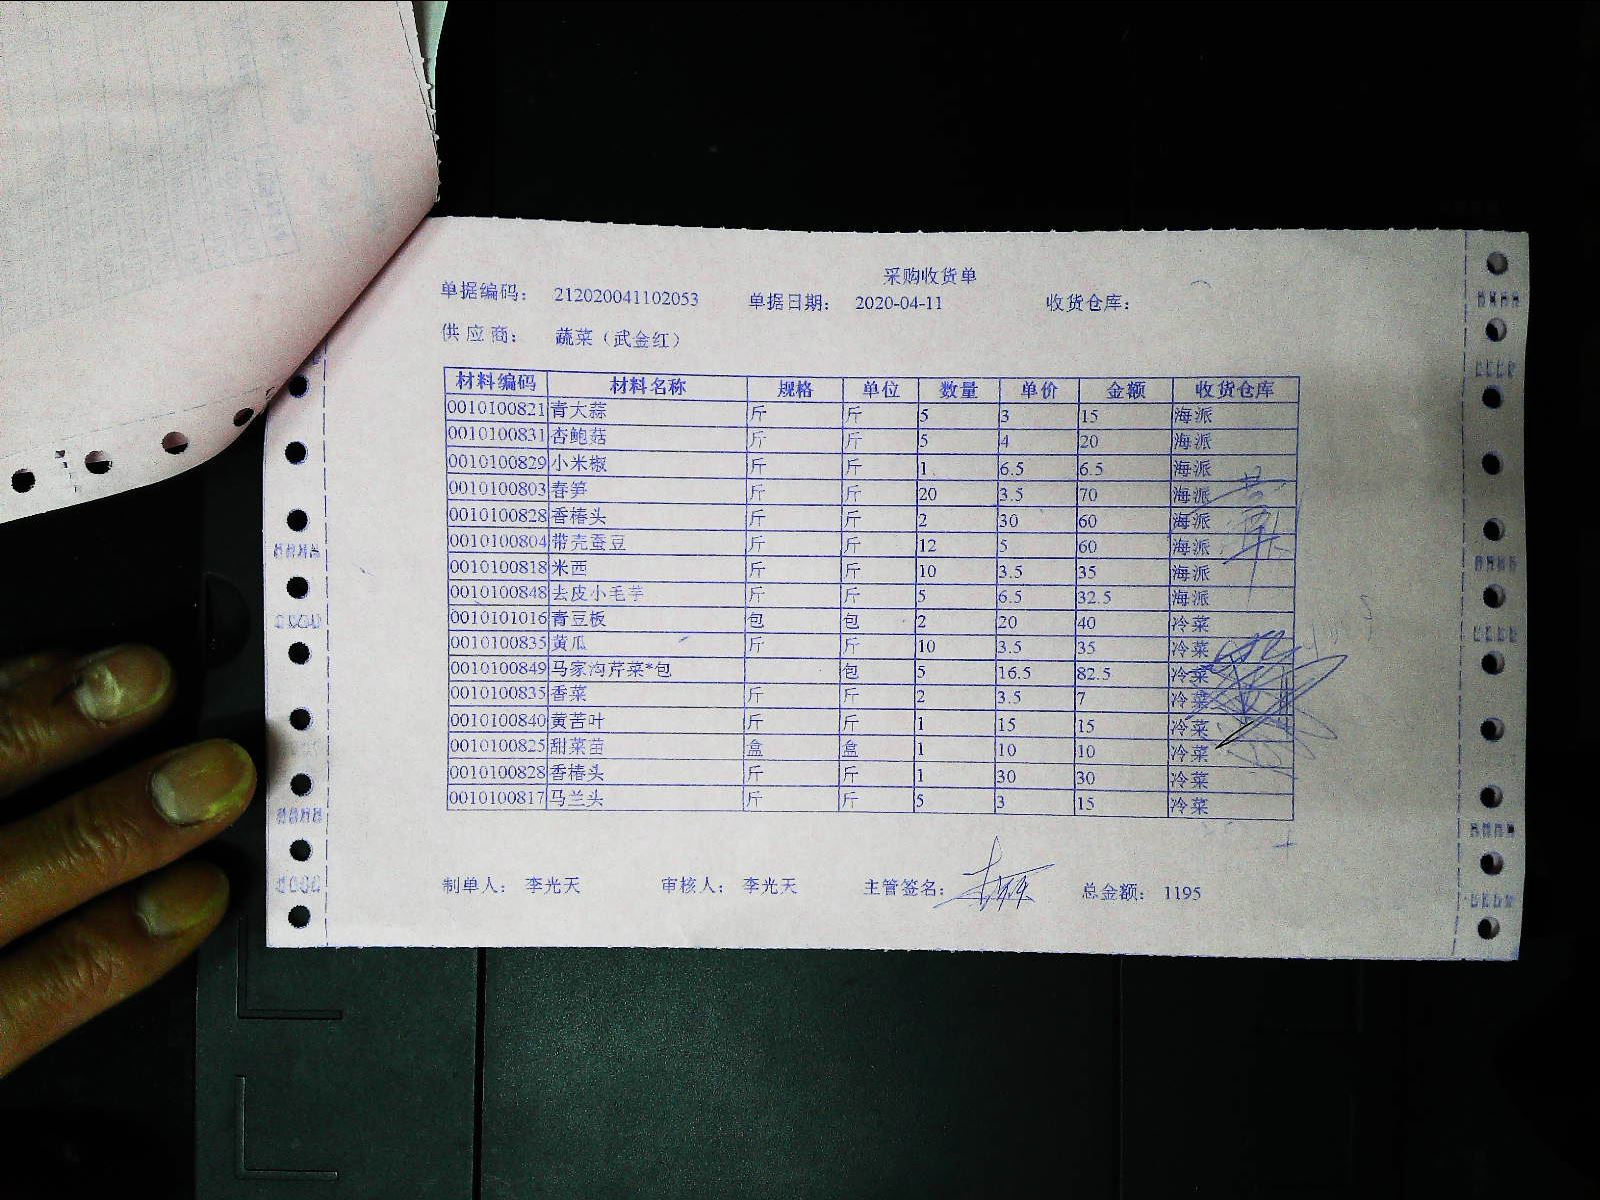 采购收货单
单据编码： 212020041102053 单据日期： 2020-04-11 收货仓库：
供应商： 蔬菜（武金红）
材料编码 材料名称 规格 单位 数量 单价 金额 收货仓库
0010100821 青大蒜 斤 斤 5 3 15 海派
0010100831 杏鲍菇 斤 斤 5 4 20 海派
0010100829 小米椒 斤 斤 1 6.5 6.5 海派
0010100803 春笋 斤 斤 20 3.5 70 海派
0010100828 香椿头 斤 斤 2 30 60 海派
0010100804 带壳蚕豆 斤 斤 12 5 60 海派
0010100818 米西 斤 斤 10 3.5 35 海派
0010100848 去皮小毛芋 斤 斤 5 6.5 32.5 海派
0010101016 青豆板 包 包 2 20 40 冷菜
0010100835 黄瓜 斤 斤 10 3.5 35 冷菜
0010100849 马家沟芹菜*包 包 5 16.5 82.5 冷菜
0010100835 香菜 斤 斤 2 3.5 7 冷菜
0010100840 黄苦叶 斤 斤 1 15 15 冷菜
0010100825 甜菜苗 盒 盒 1 10 10 冷菜
0010100828 香椿头 斤 斤 1 30 30 冷菜
0010100817 马兰头 斤 斤 5 3 15 冷菜
制单人： 李光天 审核人： 李光天 主管签名： 总金额： 1195